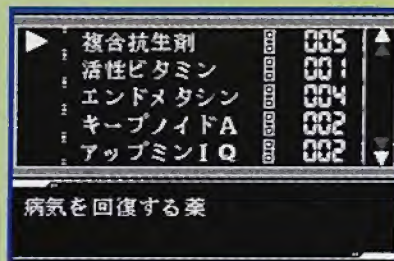 複合抗生剤 005
活性ビタミン 001
エンドメタシン 004
キープノイドA 002
アップミンIQ 002
病気を回復する薬